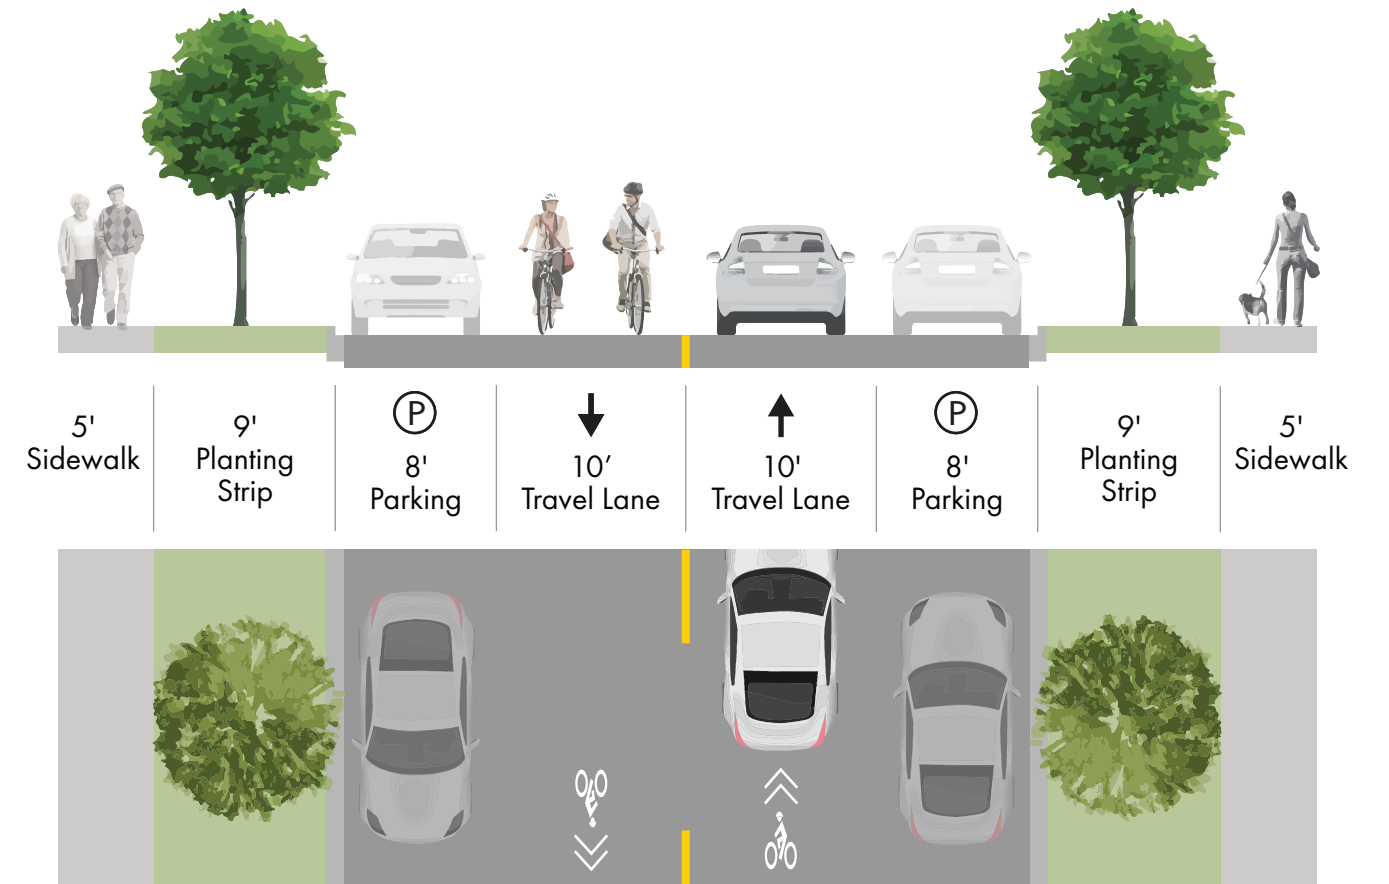 5'
Sidewalk
9'
Planting
Strip
P
8'
Parking
10’
Travel Lane
10'
Travel Lane
P
8'
Parking
9'
Planting
Strip
5'
Sidewalk